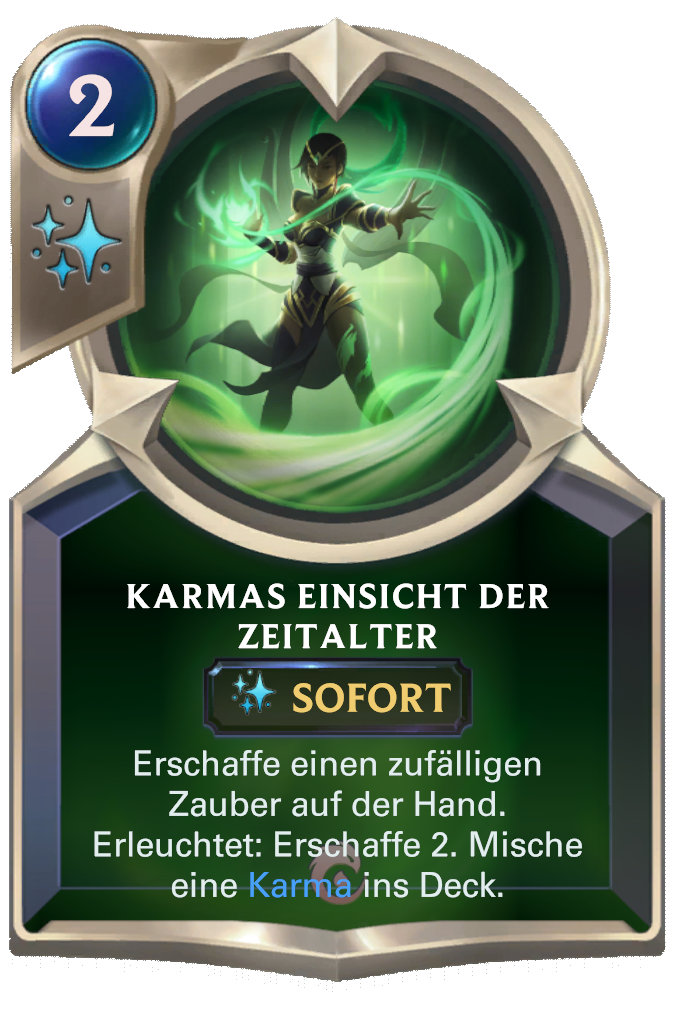 2
KARMAS EINSICHT DER
ZEITALTER
SOFORT
Erschaffe einen zufälligen
Zauber auf der Hand.
Erleuchtet: Erschaffe 2. Mische
eine Karma ins Deck.